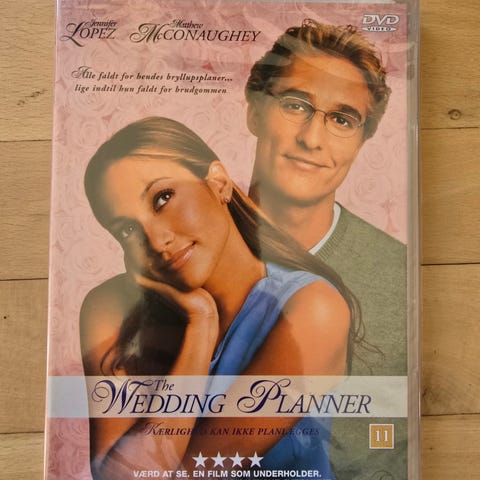 Jennifer Lopez
Matthew McConaughey
DVD
VIDEO
Alle faldt for hendes bryllupsplaner...
lige indtil hun faldt for brudgommen
The
Wedding Planner
Kærlighed kan ikke planlægges
11
VÆRD AT SE. EN FILM SOM UNDERHOLDER.